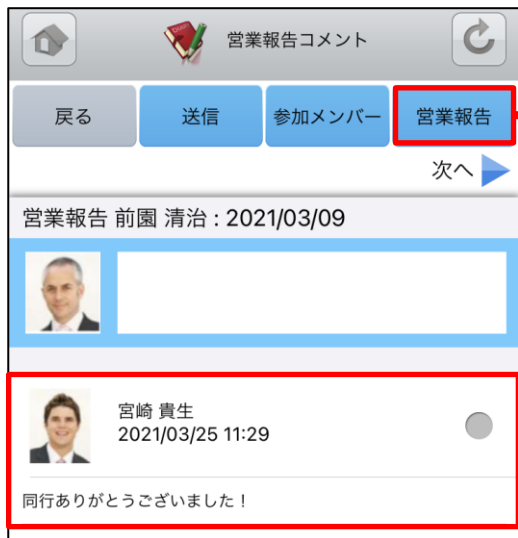 営業報告コメント
戻る 送信 参加メンバー 営業報告
次へ
営業報告 前園 清治 : 2021/03/09
宮崎 貴生
2021/03/25 11:29
同行ありがとうございました！